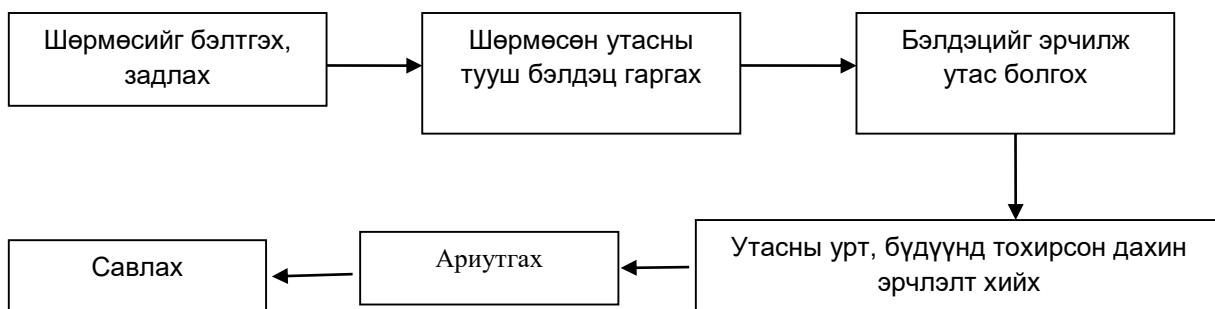 Шөрмөсийг бэлтгэх,
задлах
Шөрмөсөн утасны
тууш бэлдэц гаргах
Бэлдэцийг эрчилж
утас болгох
Утасны урт, бүдүүнд тохирсон дахин
эрчлэлт хийх
Ариутгах
Савлах